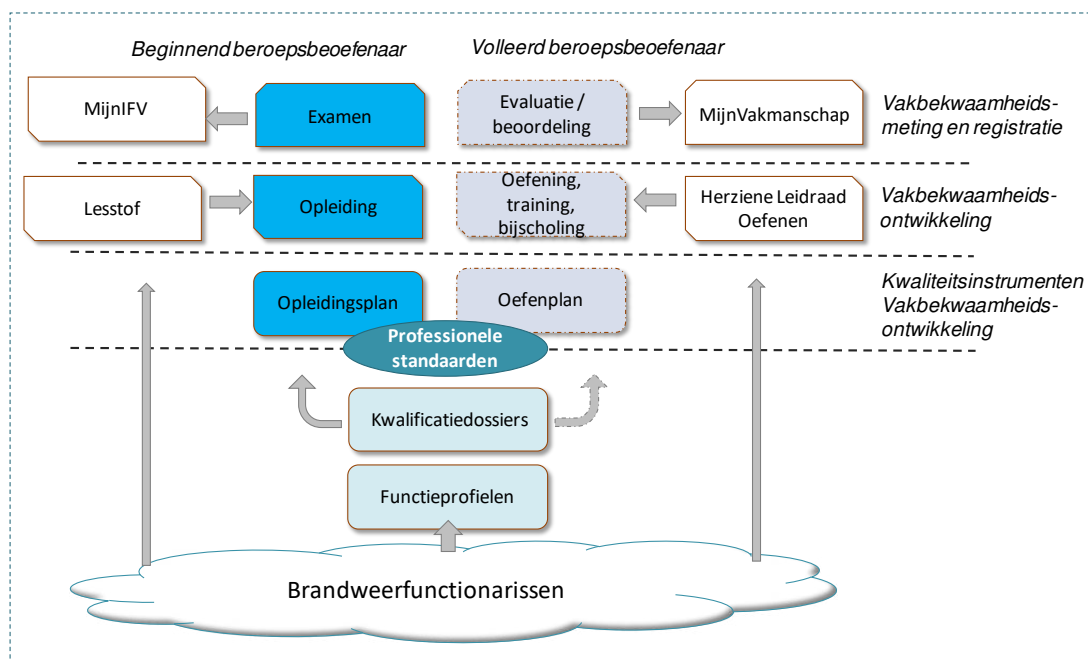 Beginnend beroepsbeoefenaar
Volleerd beroepsbeoefenaar
MijnIFV
Examen
Evaluatie /
beoordeling
MijnVakmanschap
Vakbekwaamheids-
meting en registratie
Lesstof
Opleiding
Oefening,
training,
bijscholing
Herziene Leidraad
Oefenen
Vakbekwaamheids-
ontwikkeling
Opleidingsplan
Oefenplan
Kwaliteitsinstrumenten
Vakbekwaamheids-
ontwikkeling
Professionele
standaarden
Kwalificatiedossiers
Functieprofielen
Brandweerfunctionarissen